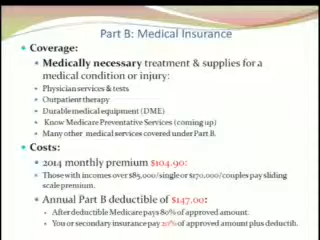 Part B: Medical Insurance
Coverage:
Medically necessary treatment & supplies for a
medical condition or injury:
Physician services & tests
Outpatient therapy
Durable medical equipment (DME)
Know Medicare Preventative Services (coming up)
Many other medical services covered under Part B.
Costs:
2014 monthly premium $104.90:
Those with incomes over $85,000/single or $170,000/couples pay sliding
scale premium.
Annual Part B deductible of $147.00:
After deductible Medicare pays 80% of approved amount.
You or secondary insurance pay 20% of approved amount plus deductib.